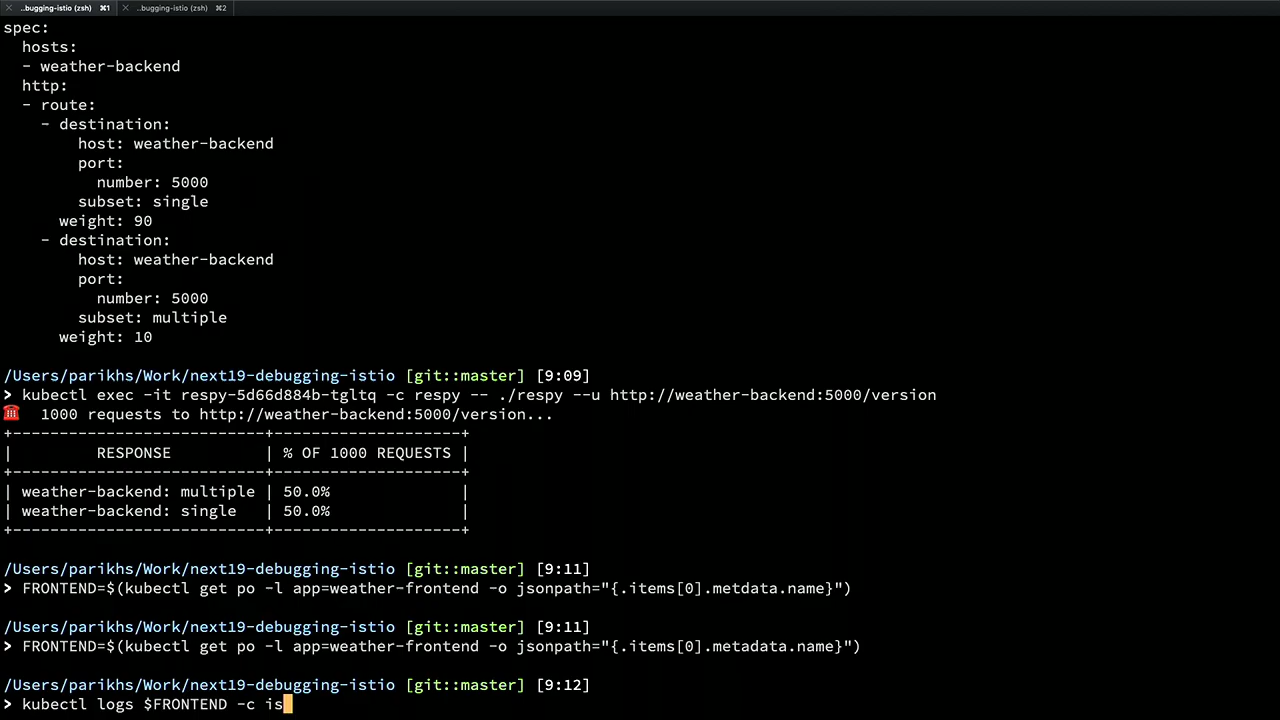 ..bugging-istio (zsh) ⌘1 ..bugging-istio (zsh) ⌘2
spec:
  hosts:
  - weather-backend
  http:
  - route:
    - destination:
        host: weather-backend
        port:
          number: 5000
        subset: single
      weight: 90
    - destination:
        host: weather-backend
        port:
          number: 5000
        subset: multiple
      weight: 10
/Users/parikhs/Work/next19-debugging-istio [git::master] [9:09]
> kubectl exec -it respy-5d66d884b-tgltq -c respy -- ./respy --u http://weather-backend:5000/version
☎️  1000 requests to http://weather-backend:5000/version...
+--------------------------+--------------------+
|         RESPONSE         | % OF 1000 REQUESTS |
+--------------------------+--------------------+
| weather-backend: multiple | 50.0%              |
| weather-backend: single   | 50.0%              |
+--------------------------+--------------------+
/Users/parikhs/Work/next19-debugging-istio [git::master] [9:11]
> FRONTEND=$(kubectl get po -l app=weather-frontend -o jsonpath="{.items[0].metdata.name}")
/Users/parikhs/Work/next19-debugging-istio [git::master] [9:11]
> FRONTEND=$(kubectl get po -l app=weather-frontend -o jsonpath="{.items[0].metadata.name}")
/Users/parikhs/Work/next19-debugging-istio [git::master] [9:12]
> kubectl logs $FRONTEND -c is